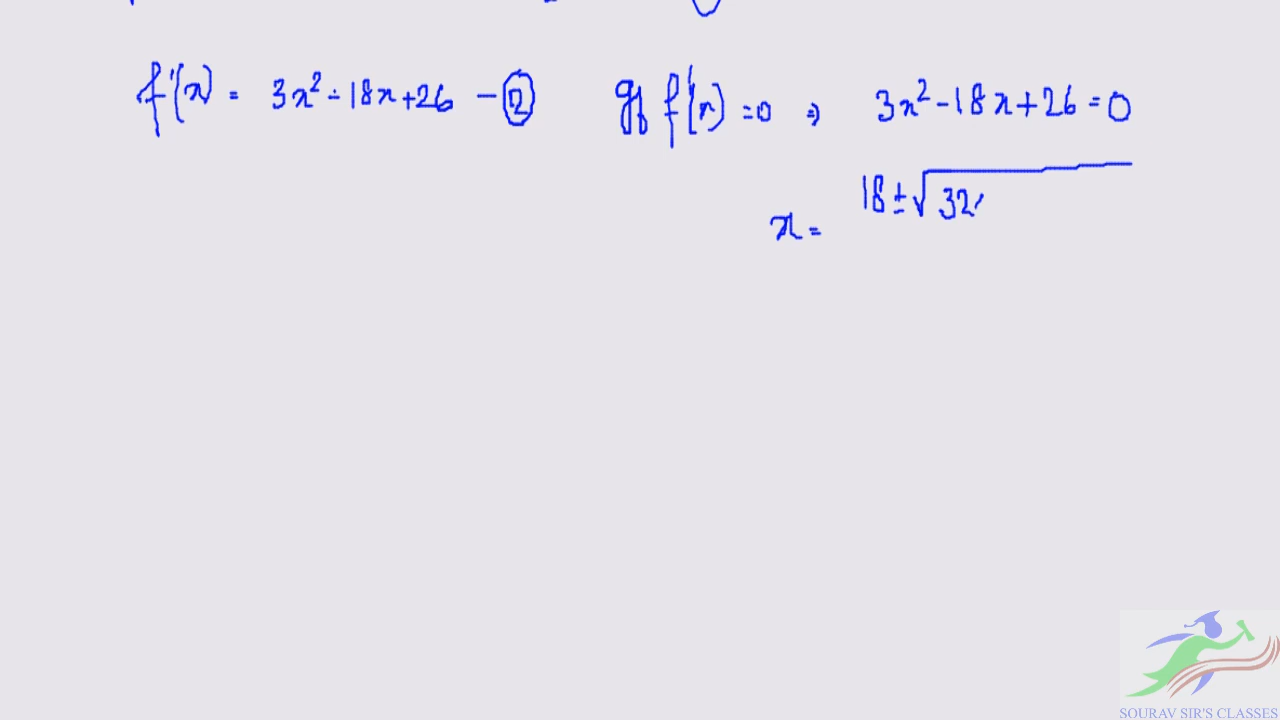 f'(x) = 3x² - 18x + 26 - ② If f'(x) = 0 ⇒ 3x² - 18x + 26 = 0
x = 18 ± √32
SOURAV SIR'S CLASSES